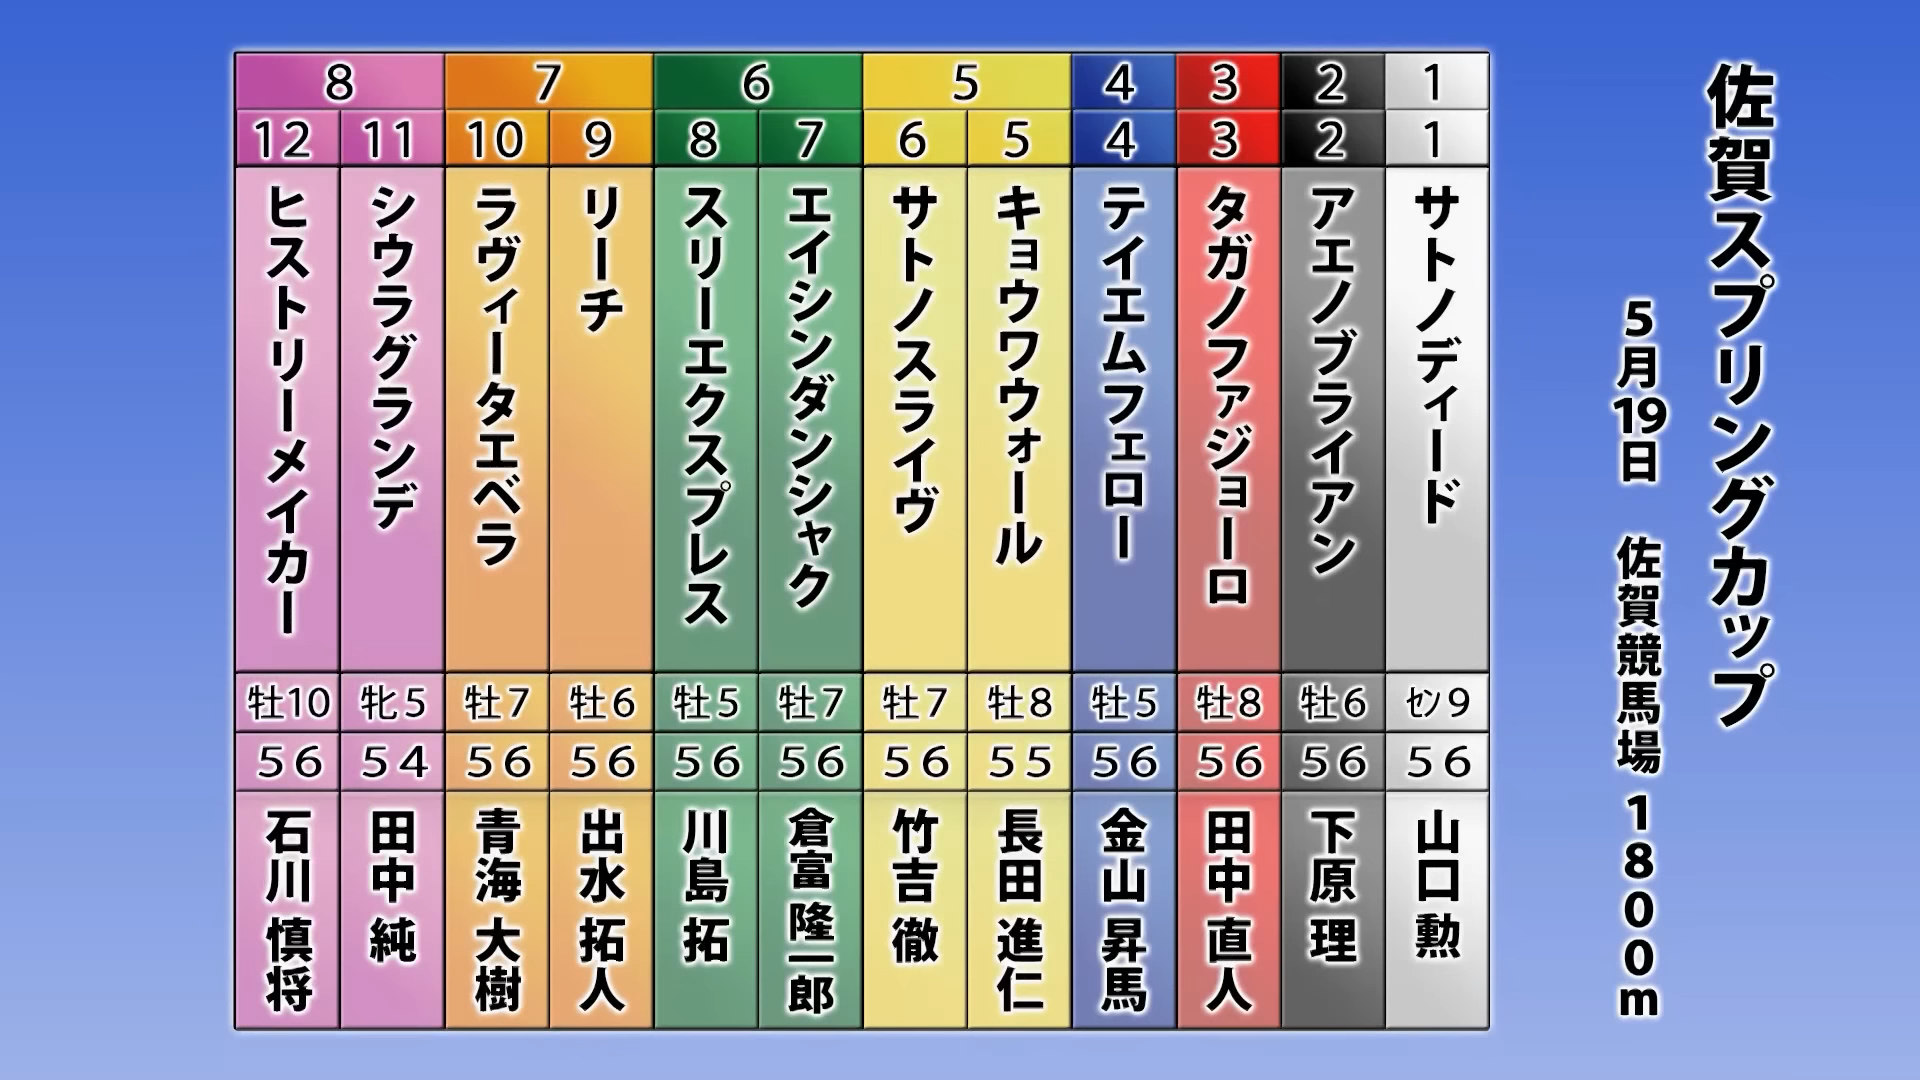 佐賀スプリングカップ
5月19日 佐賀競馬場 1800m
1
2
3
4
5
6
7
8
1
2
3
4
5
6
7
8
9
10
11
12
サトノディード
アエノブライアン
タガノファジョーロ
テイエムフェロー
キョウワウォール
サトノスライヴ
エイシンダンシャク
スリーエクスプレス
リーチ
ラヴィータエベラ
シウラグランデ
ヒストリーメイカー
セン9
牡6
牡8
牡5
牡8
牡7
牡7
牡5
牡6
牡7
牝5
牡10
56
56
56
56
55
56
56
56
56
56
54
56
山口 勲
下原 理
田中 直人
金山 昇馬
長田 進仁
竹吉 徹
倉富 隆一郎
川島 拓
出水 拓人
青海 大樹
田中 純
石川 慎将